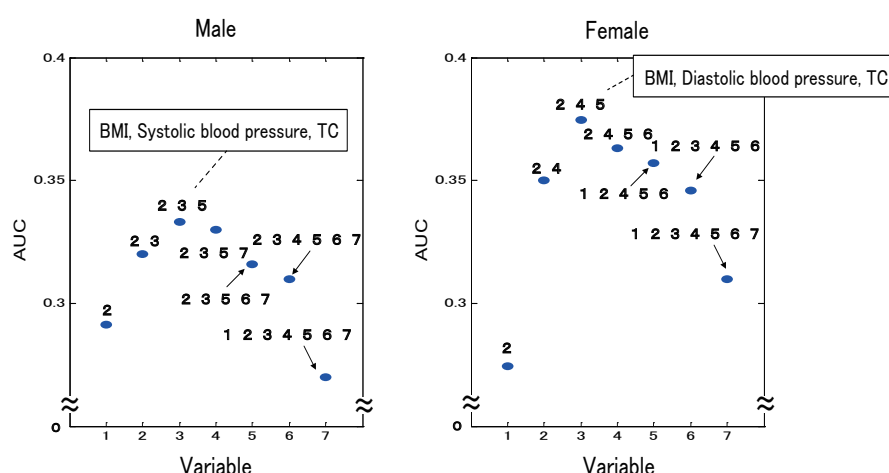 Male
0.4
BMI, Systolic blood pressure, TC
0.35
2 3 5
2 3
2 3 5 7
2 3 4 5 6 7
AUC
2 3 5 6 7
0.3
2
1 2 3 4 5 6 7
0
1 2 3 4 5 6 7
Variable
Female
0.4
BMI, Diastolic blood pressure, TC
2 4 5
2 4 5 6
1 2 3 4 5 6
0.35
2 4
1 2 4 5 6
AUC
1 2 3 4 5 6 7
0.3
2
0
1 2 3 4 5 6 7
Variable